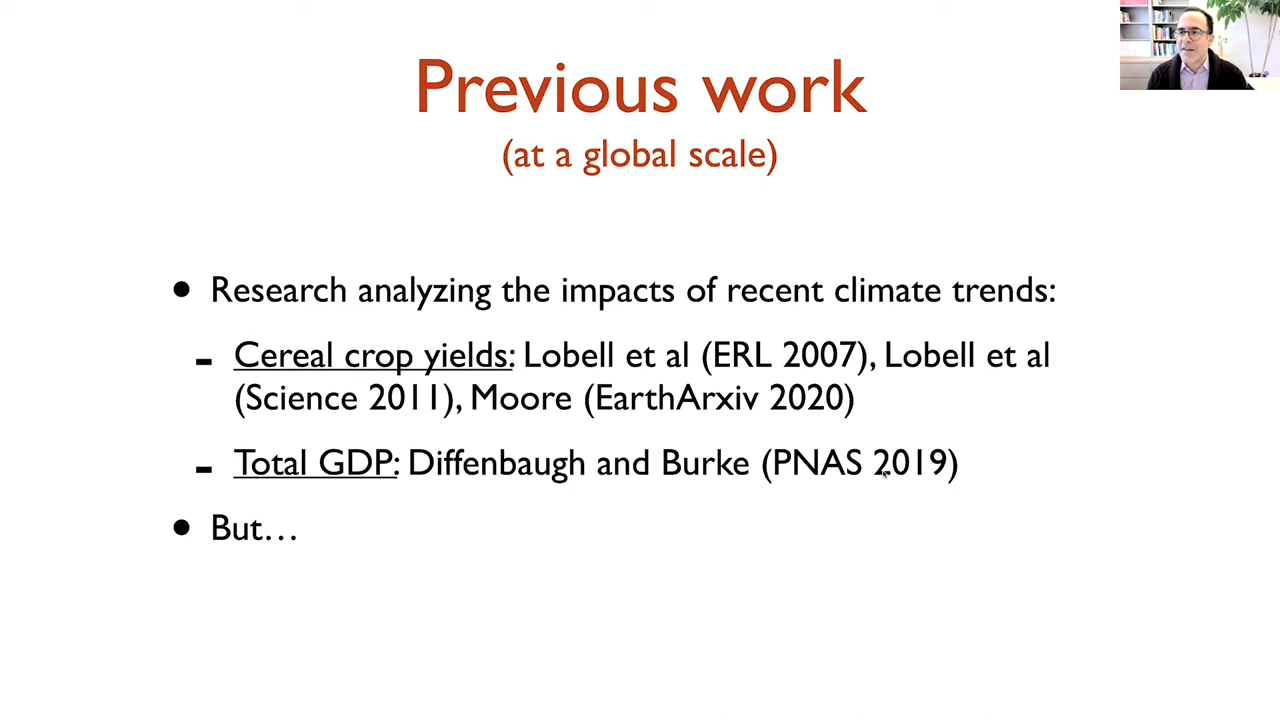 Previous work
(at a global scale)
• Research analyzing the impacts of recent climate trends:
- Cereal crop yields: Lobell et al (ERL 2007), Lobell et al
(Science 2011), Moore (EarthArxiv 2020)
- Total GDP: Diffenbaugh and Burke (PNAS 2019)
• But…